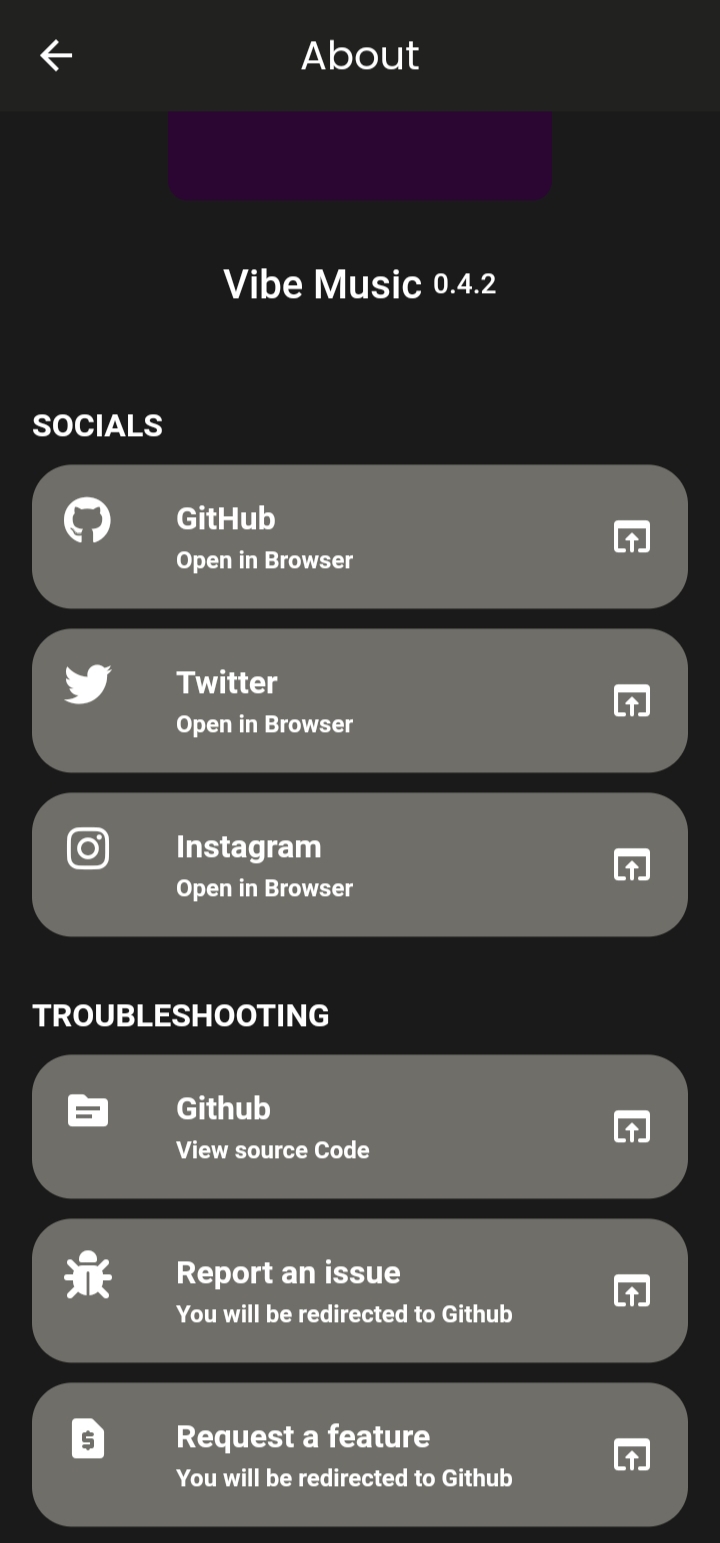 About
Vibe Music 0.4.2
SOCIALS
GitHub
Open in Browser
Twitter
Open in Browser
Instagram
Open in Browser
TROUBLESHOOTING
Github
View source Code
Report an issue
You will be redirected to Github
Request a feature
You will be redirected to Github